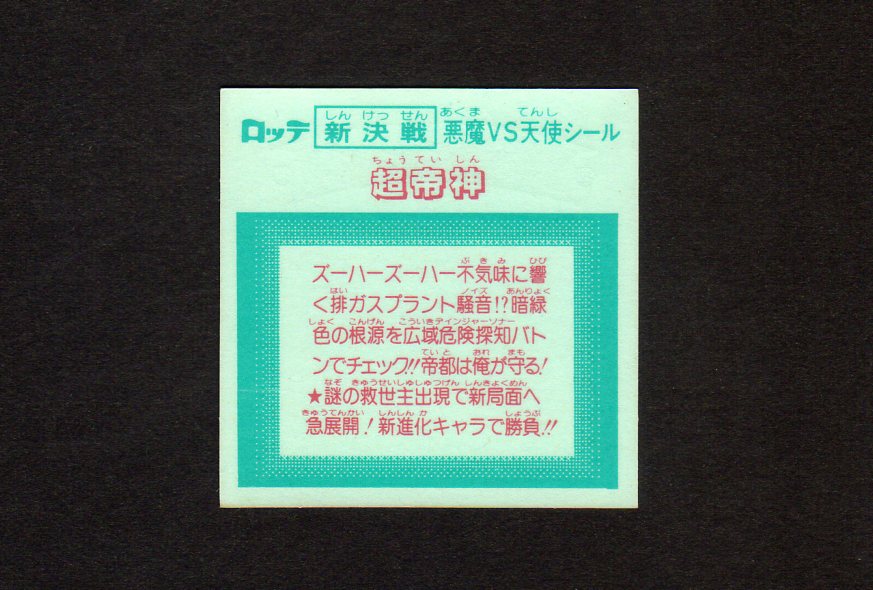 ロッテ 新決戦 悪魔VS天使シール
超帝神
ズーハーズーハー不気味に響
く排ガスプラント騒音!?暗緑
色の根源を広域危険探知バト
ンでチェック!!帝都は俺が守る!
★謎の救世主出現で新局面へ
急展開!新進化キャラで勝負!!